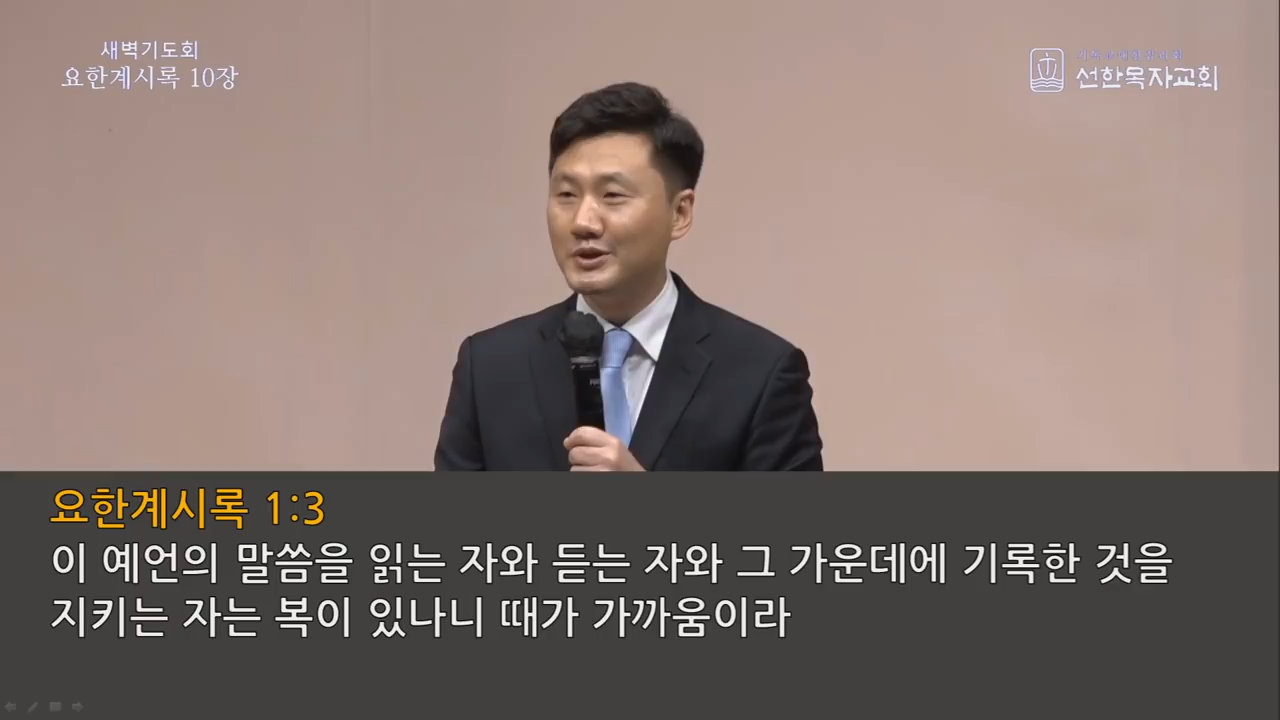 새벽기도회
요한계시록 10장
선한목자교회
요한계시록 1:3
이 예언의 말씀을 읽는 자와 듣는 자와 그 가운데에 기록한 것을
지키는 자는 복이 있나니 때가 가까움이라